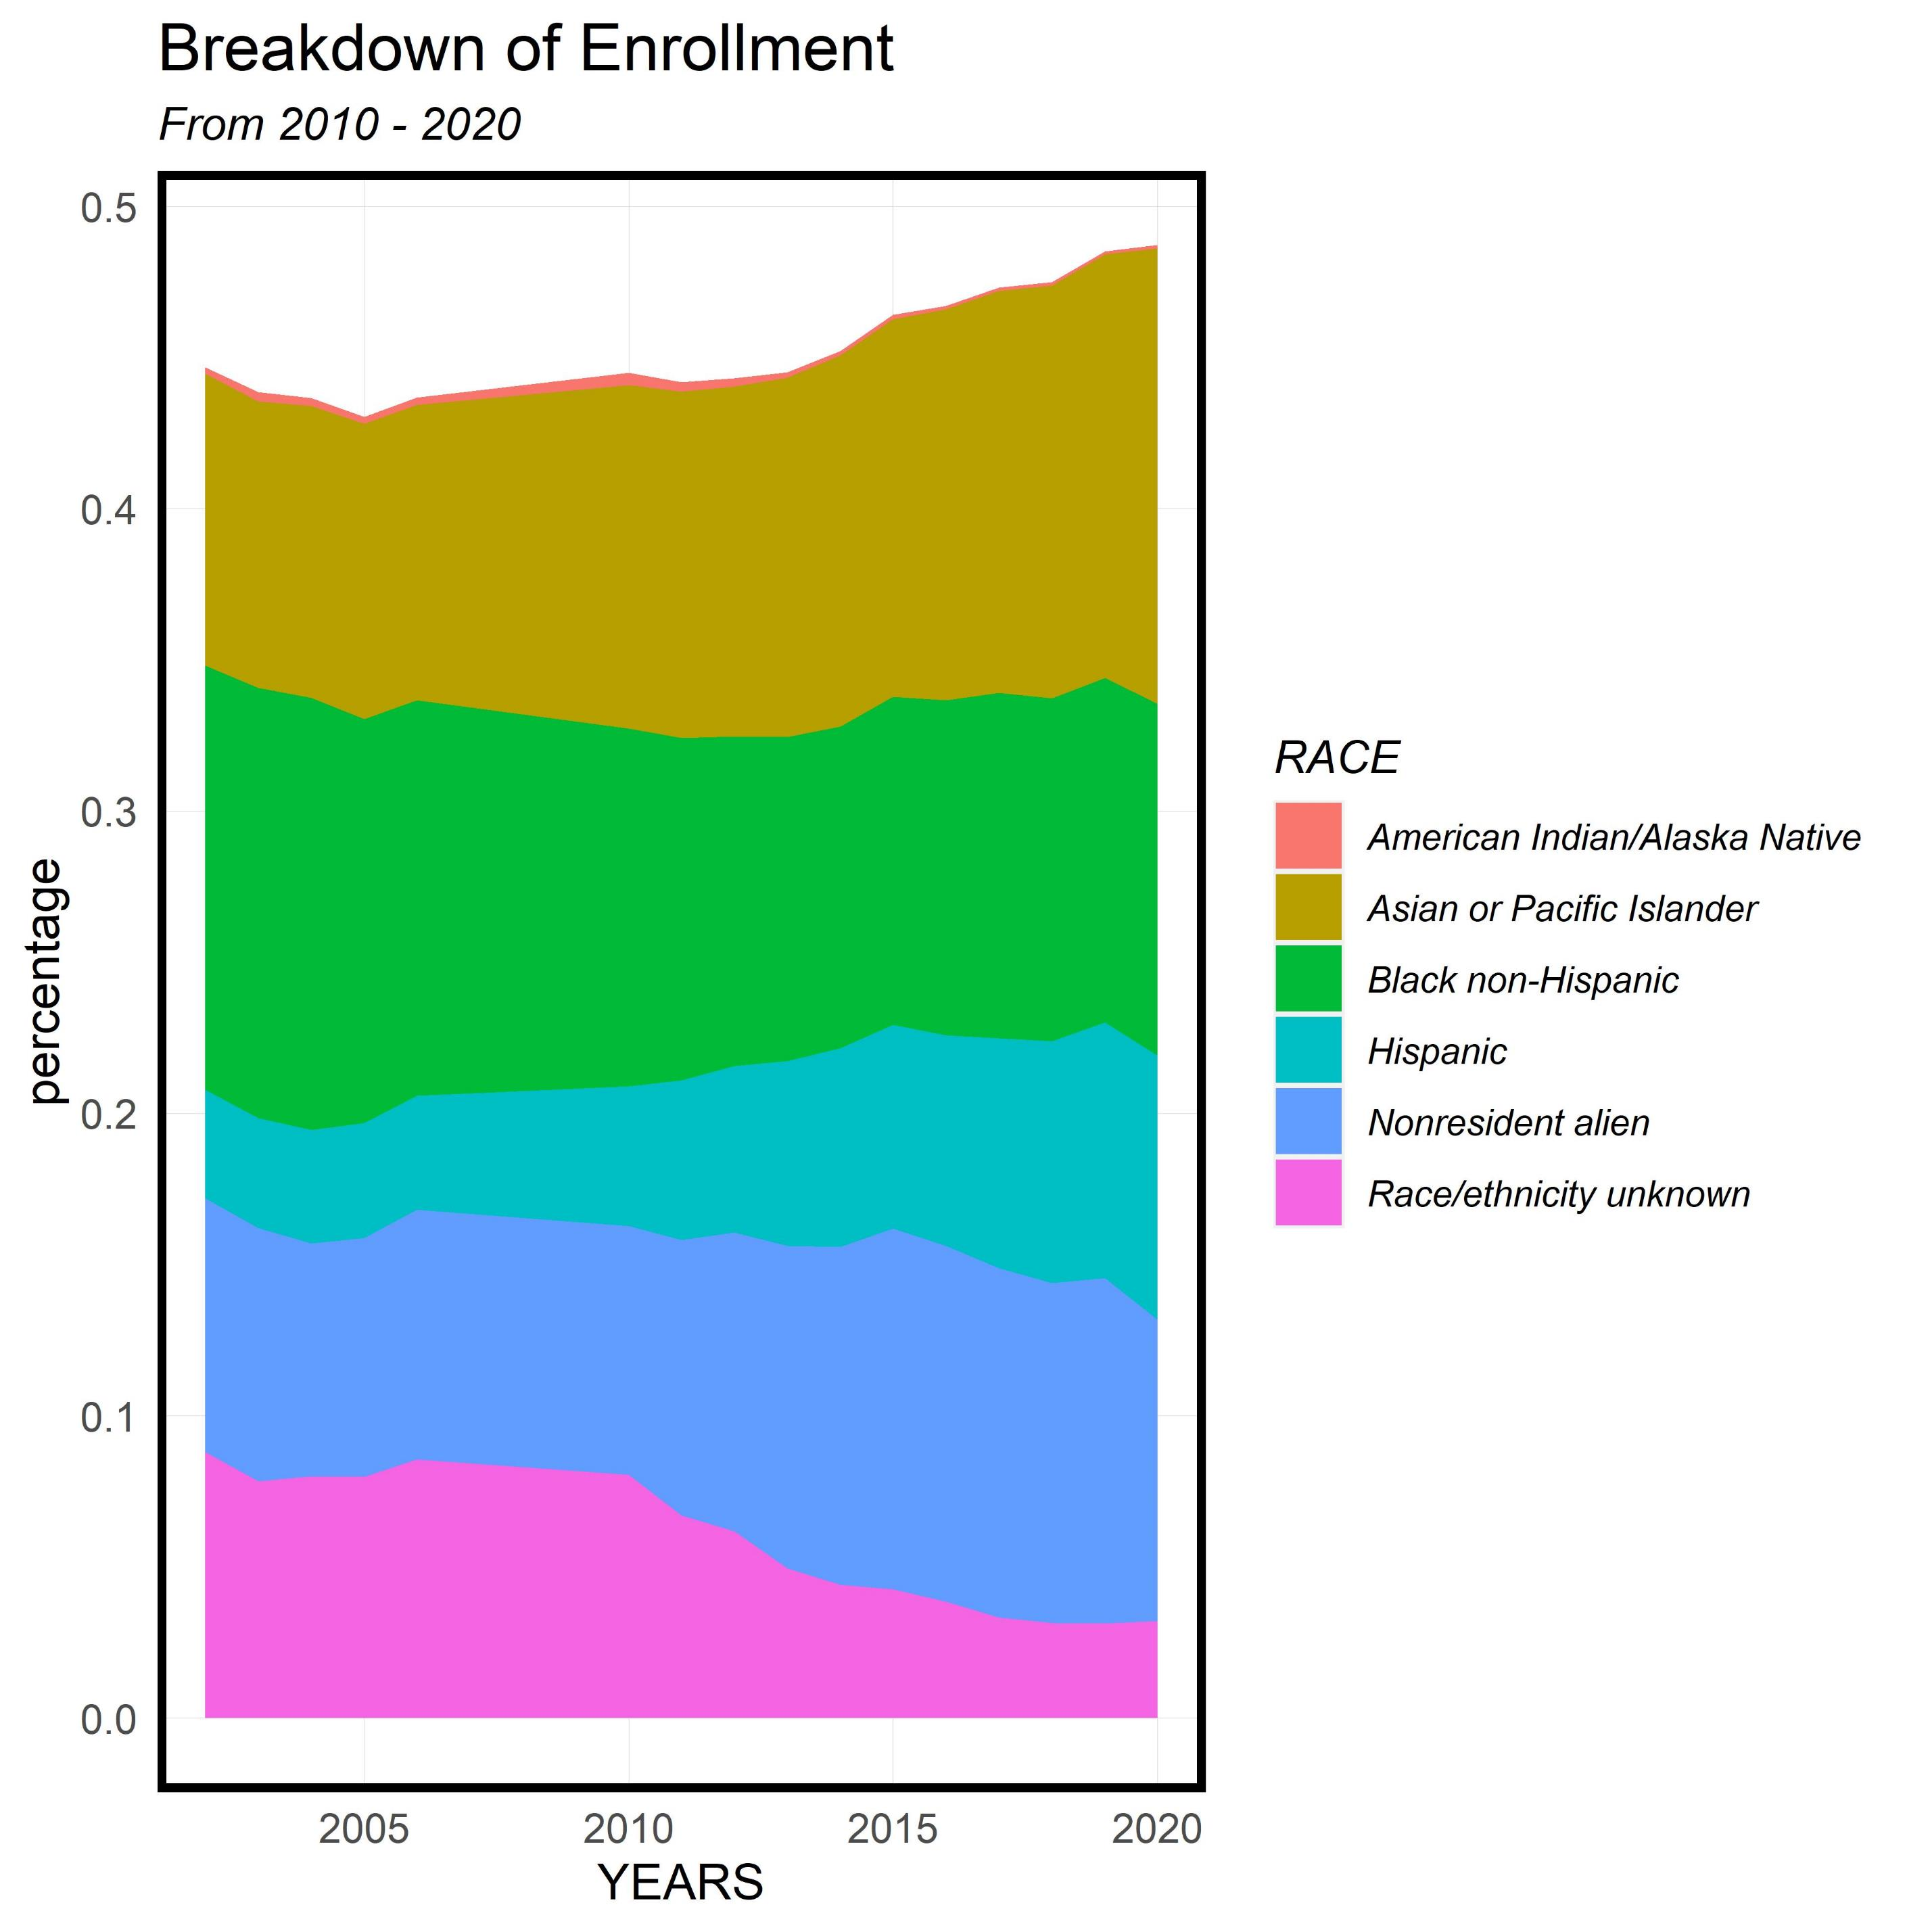 Breakdown of Enrollment
From 2010 - 2020
0.5
0.4
0.3
0.2
0.1
0.0
percentage
2005 2010 2015 2020
YEARS
RACE
American Indian/Alaska Native
Asian or Pacific Islander
Black non-Hispanic
Hispanic
Nonresident alien
Race/ethnicity unknown